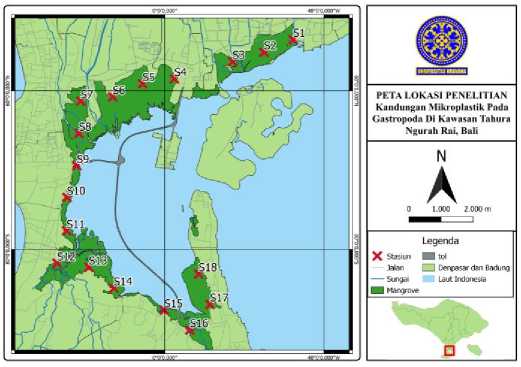 S1
S2
S3
S4
S5
S6
S7
S8
S9
S10
S11
S12
S13
S14
S15
S16
S17
S18
UNIVERSITAS UDAYANA
PETA LOKASI PENELITIAN
Kandungan Mikroplastik Pada
Gastropoda Di Kawasan Tahura
Ngurah Rai, Bali
N
0 1.000 2.000 m
Legenda
Stasiun
Jalan
Sungai
Mangrove
tol
Denpasar dan Badung
Laut Indonesia